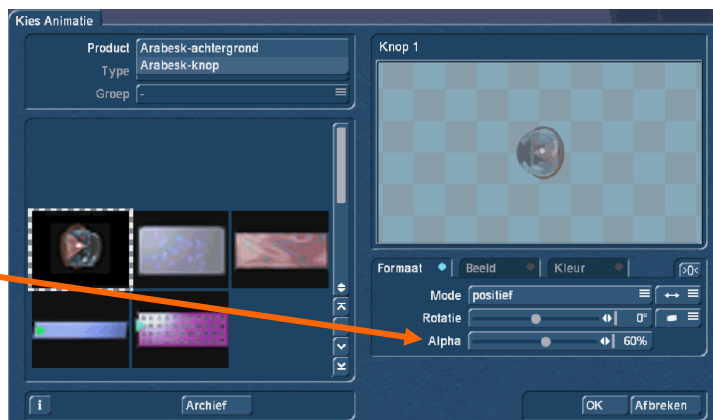 Kies Animatie
Product Arabesk-achtergrond
Type Arabesk-knop
Groep -
Knop 1
Formaat Beeld Kleur >0<
Mode positief
Rotatie 0°
Alpha 60%
i Archief OK Afbreken